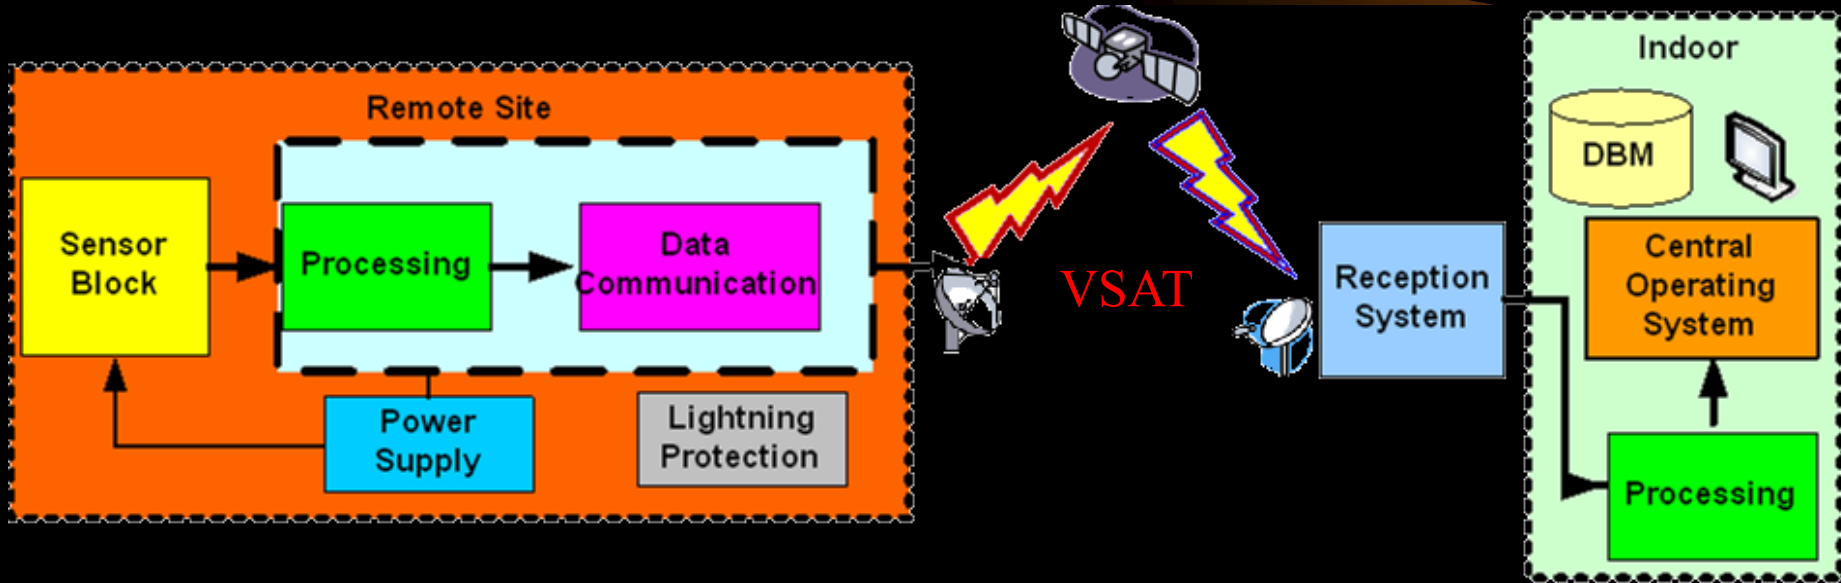 Remote Site
Sensor
Block
Processing
Data
Communication
Power
Supply
Lightning
Protection
VSAT
Reception
System
Indoor
DBM
Central
Operating
System
Processing